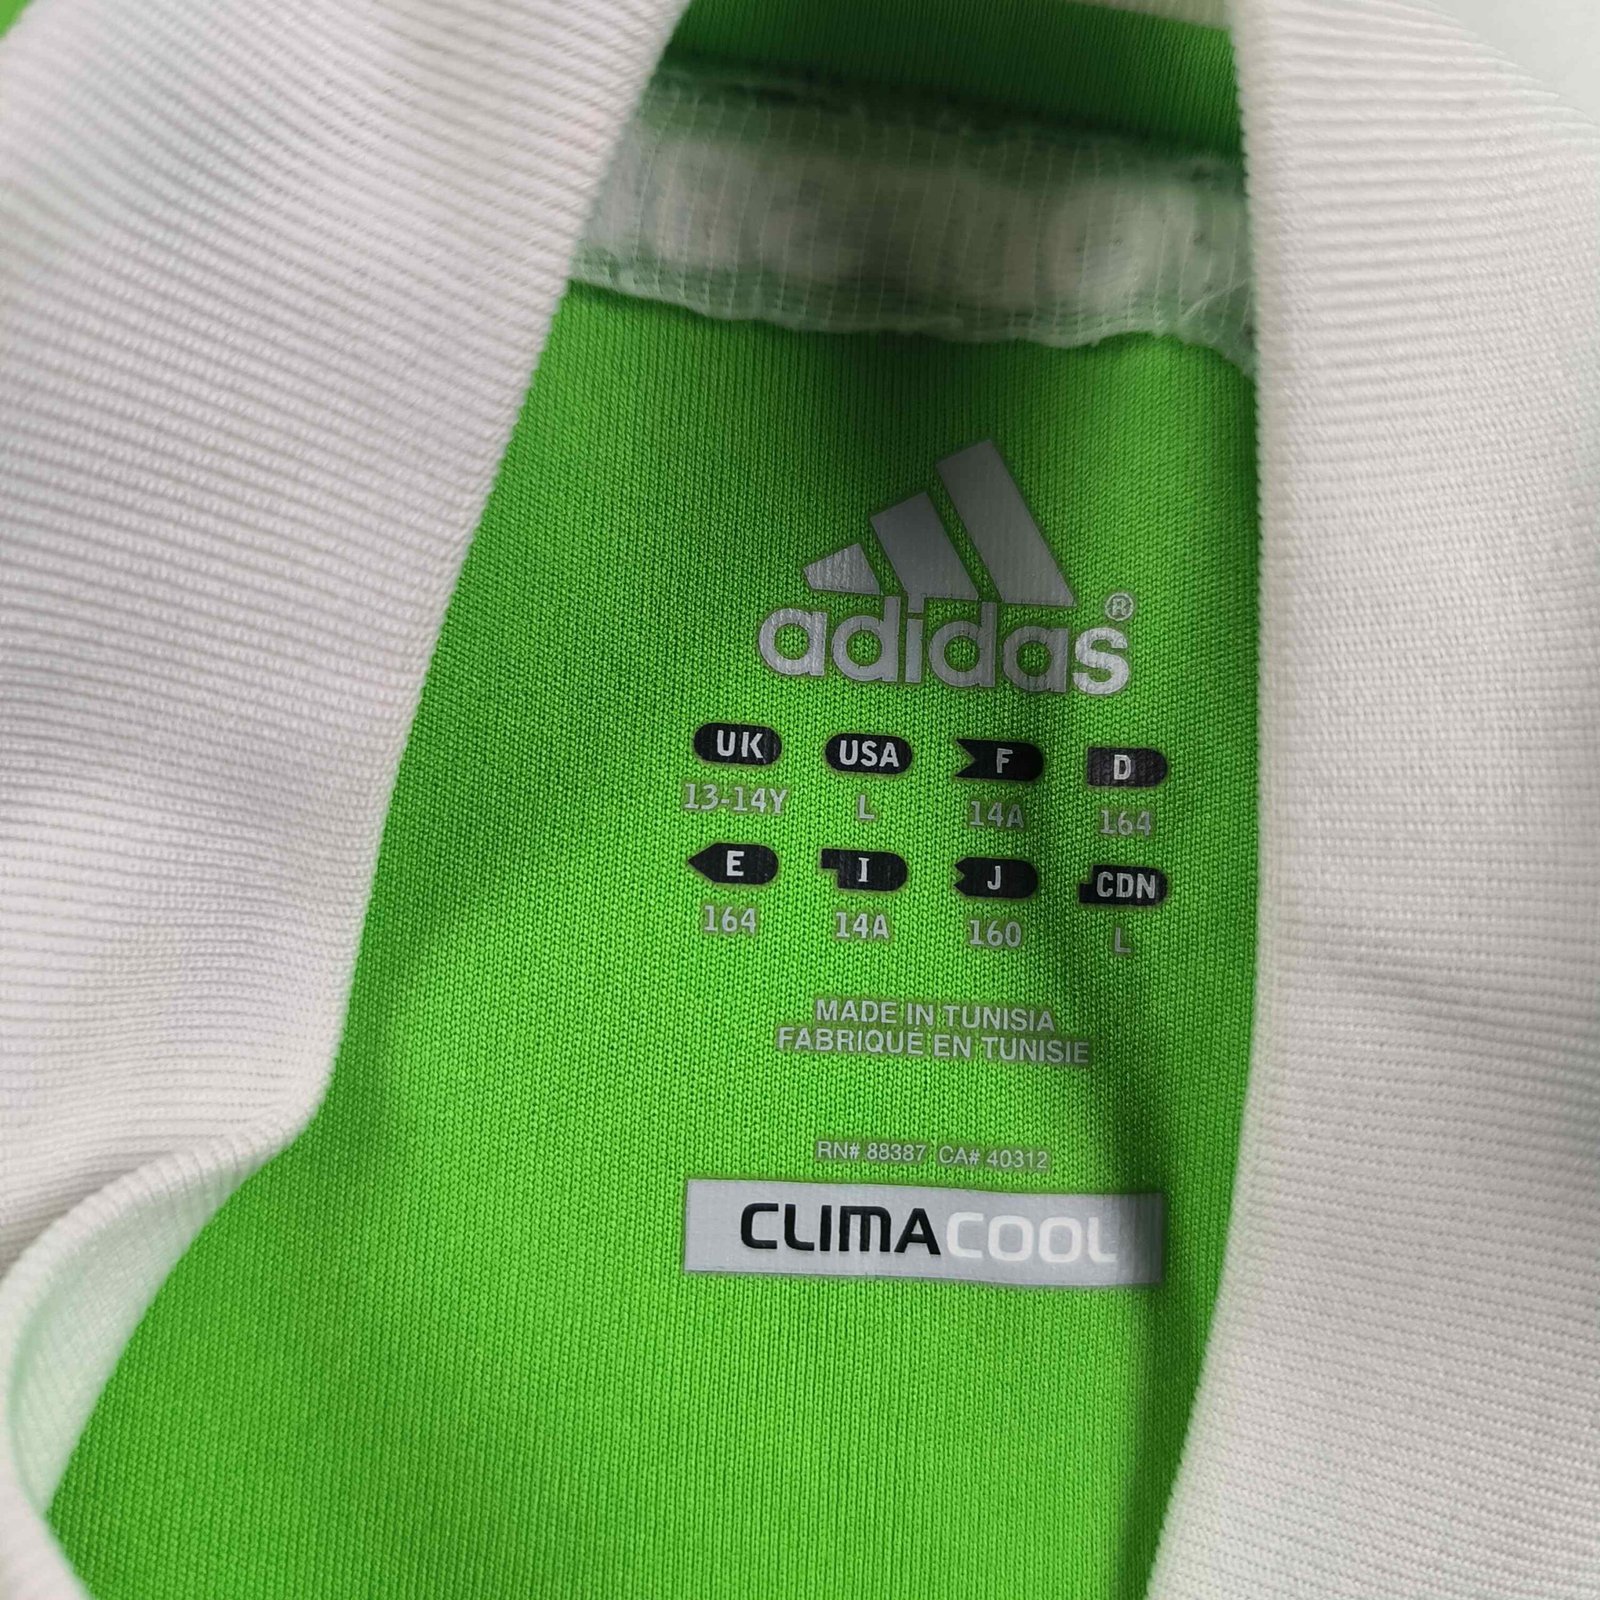 adidas®
UK USA F D
13-14Y L 14A 164
E I J CDN
164 14A 160 L
MADE IN TUNISIA
FABRIQUÉ EN TUNISIE
RN# 88387 CA# 40312
CLIMACOOL